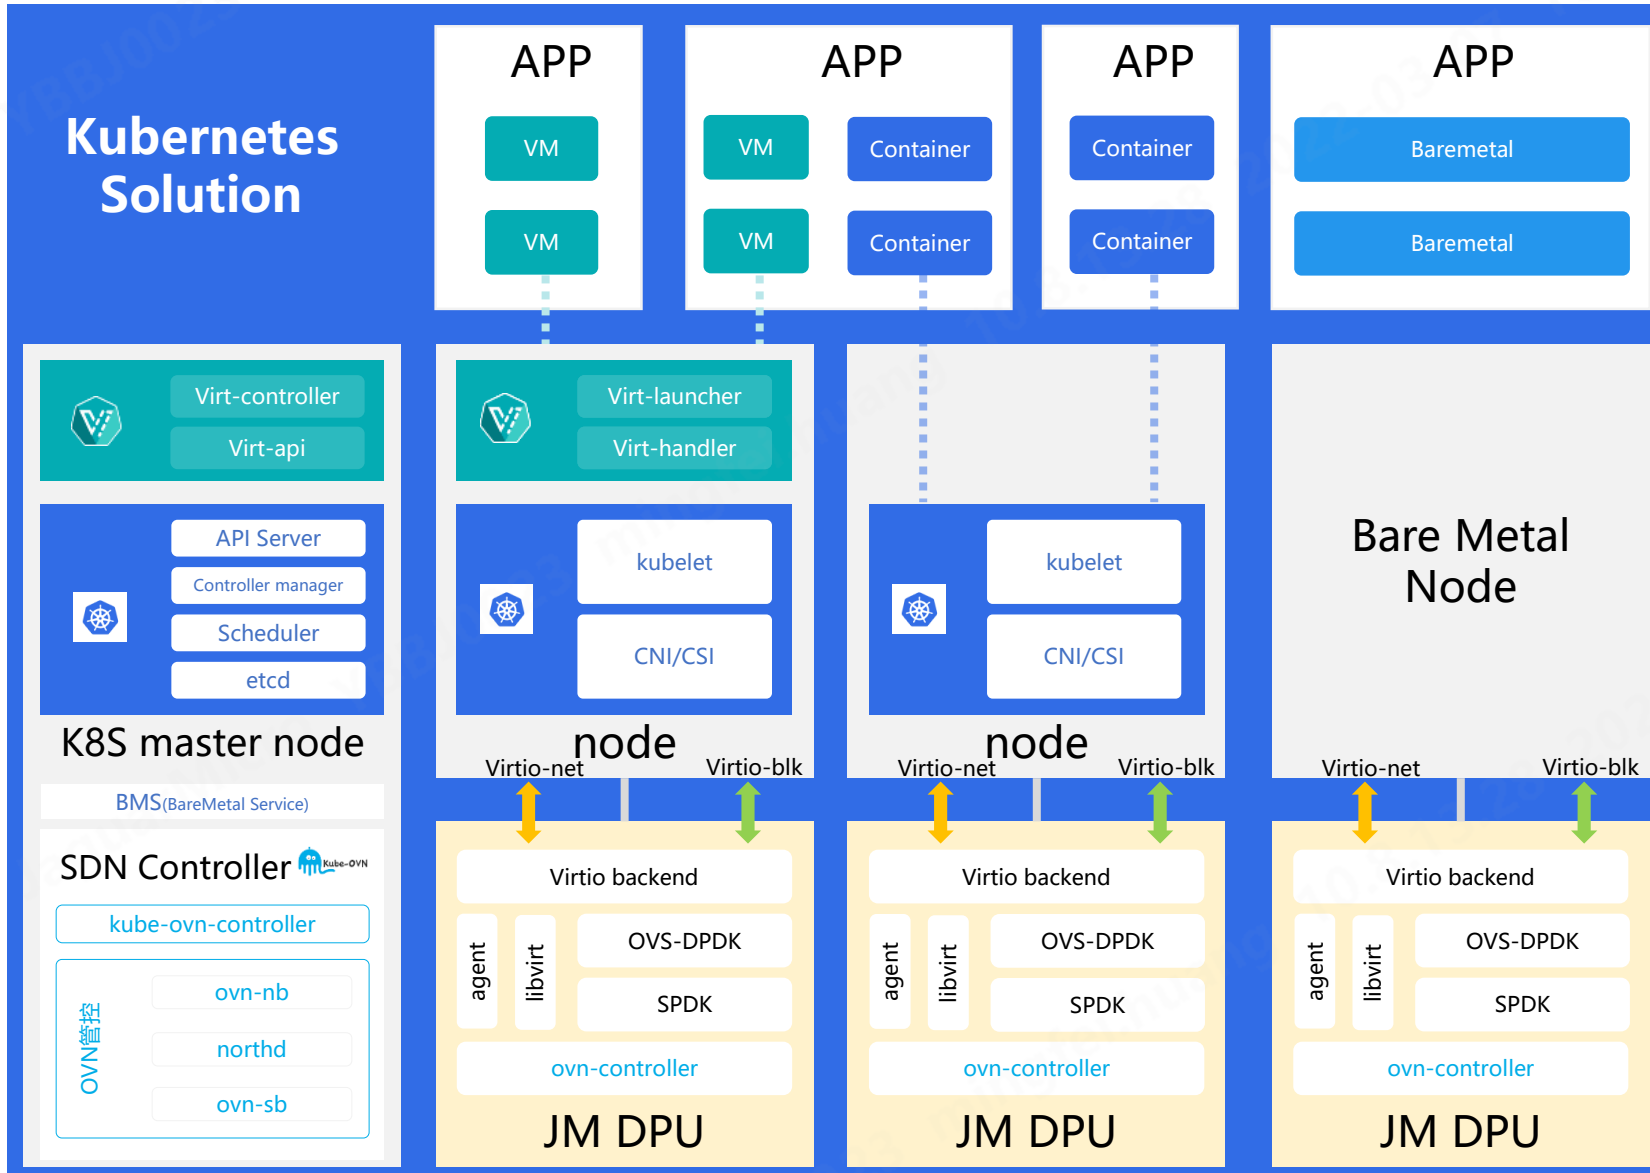 Kubernetes
Solution
APP
VM
VM
APP
VM
Container
VM
Container
APP
Container
Container
APP
Baremetal
Baremetal
Virt-controller
Virt-api
API Server
Controller manager
Scheduler
etcd
K8S master node
BMS(BareMetal Service)
SDN Controller
Kube-OVN
kube-ovn-controller
OVN管控
ovn-nb
northd
ovn-sb
Virt-launcher
Virt-handler
kubelet
CNI/CSI
node
Virtio-net
Virtio-blk
Virtio backend
agent
libvirt
OVS-DPDK
SPDK
ovn-controller
JM DPU
kubelet
CNI/CSI
node
Virtio-net
Virtio-blk
Virtio backend
agent
libvirt
OVS-DPDK
SPDK
ovn-controller
JM DPU
Bare Metal
Node
Virtio-net
Virtio-blk
Virtio backend
agent
libvirt
OVS-DPDK
SPDK
ovn-controller
JM DPU